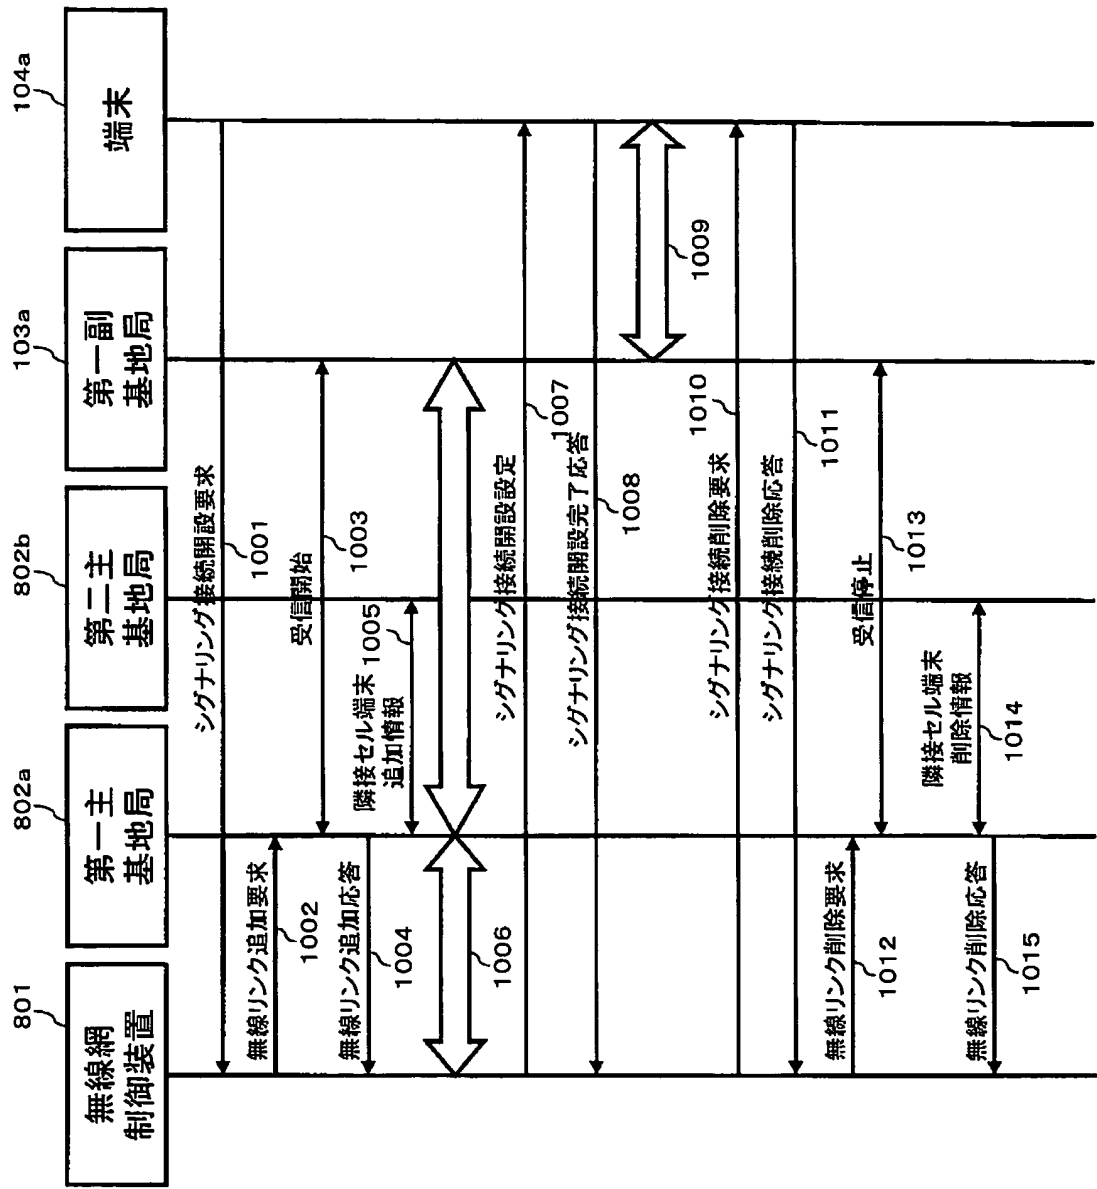 801
無線網
制御装置
802a
第一主
基地局
802b
第二主
基地局
103a
第一副
基地局
104a
端末
シグナリング接続開設要求
1001
無線リンク追加要求
1002
受信開始
1003
無線リンク追加応答
1004
隣接セル端末
追加情報
1005
1006
シグナリング接続開設設定
1007
シグナリング接続開設完了応答
1008
1009
シグナリング接続削除要求
1010
シグナリング接続削除応答
1011
無線リンク削除要求
1012
受信停止
1013
隣接セル端末
削除情報
1014
無線リンク削除応答
1015